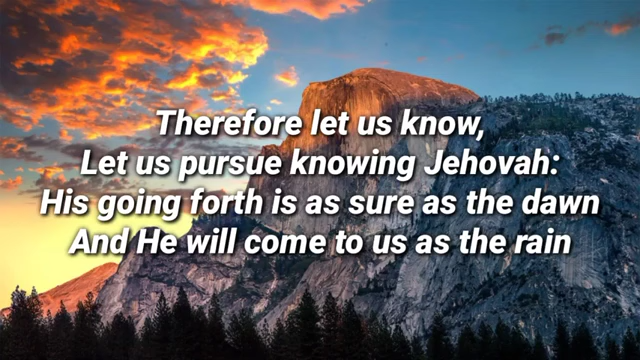 Therefore let us know,
Let us pursue knowing Jehovah:
His going forth is as sure as the dawn
And He will come to us as the rain